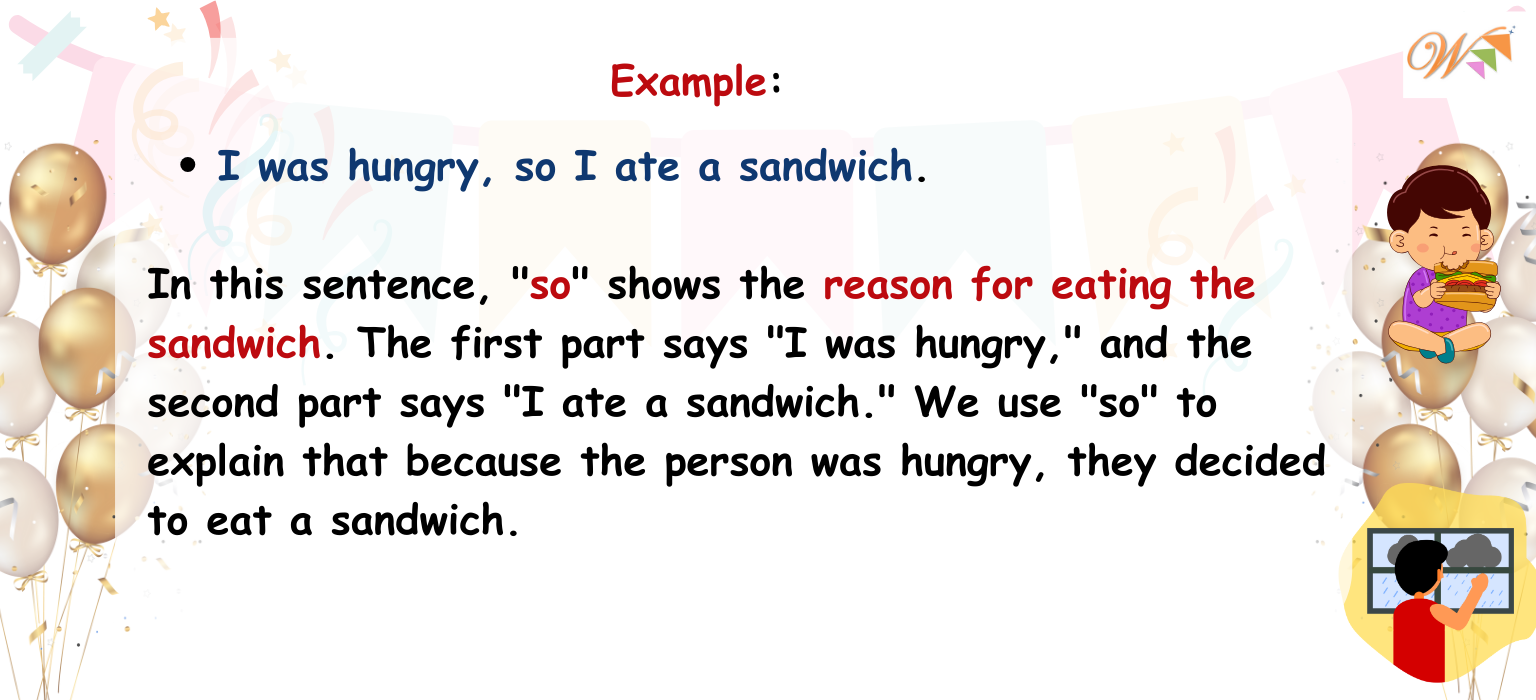 W
Example:
• I was hungry, so I ate a sandwich.
In this sentence, "so" shows the reason for eating the
sandwich. The first part says "I was hungry," and the
second part says "I ate a sandwich." We use "so" to
explain that because the person was hungry, they decided
to eat a sandwich.